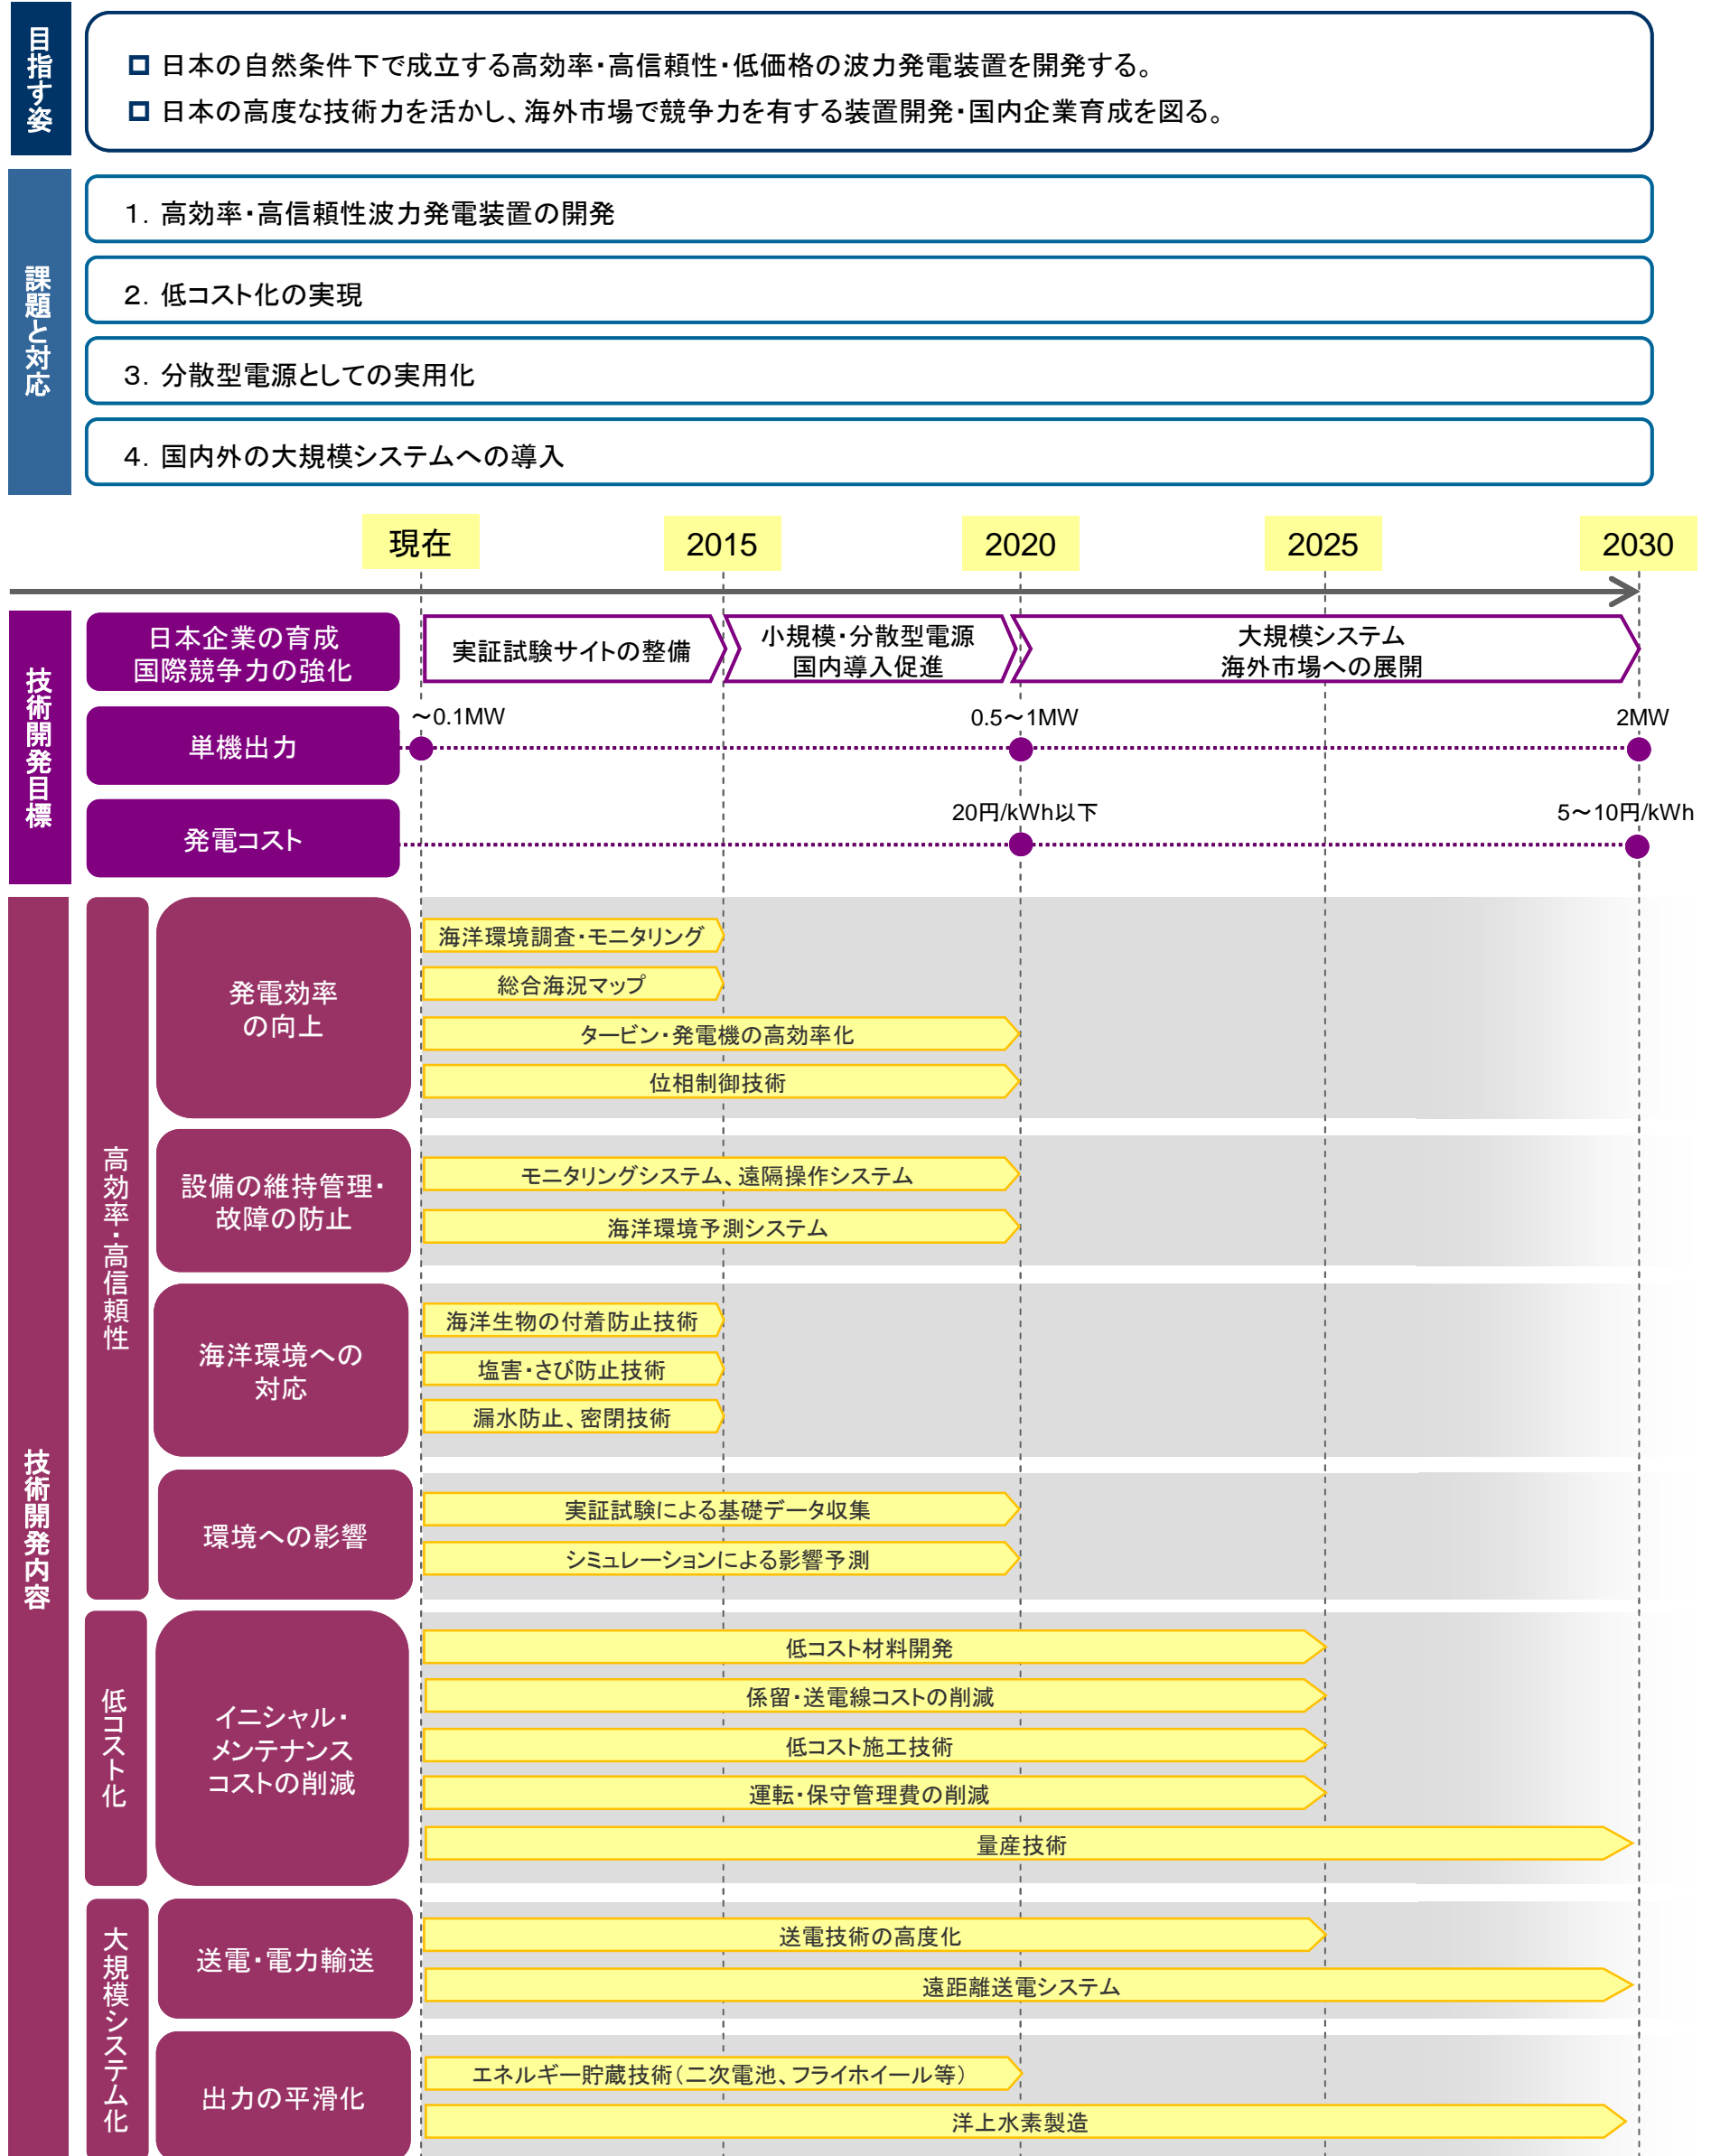 目指す姿
日本の自然条件下で成立する高効率・高信頼性・低価格の波力発電装置を開発する。
日本の高度な技術力を活かし、海外市場で競争力を有する装置開発・国内企業育成を図る。
課題と対応
1. 高効率・高信頼性波力発電装置の開発
2. 低コスト化の実現
3. 分散型電源としての実用化
4. 国内外の大規模システムへの導入
現在 2015 2020 2025 2030
技術開発目標
日本企業の育成
国際競争力の強化
実証試験サイトの整備
小規模・分散型電源
国内導入促進
大規模システム
海外市場への展開
単機出力
～0.1MW 0.5～1MW 2MW
発電コスト
20円/kWh以下 5～10円/kWh
技術開発内容
高効率・高信頼性
発電効率
の向上
海洋環境調査・モニタリング
総合海況マップ
タービン・発電機の高効率化
位相制御技術
設備の維持管理・
故障の防止
モニタリングシステム、遠隔操作システム
海洋環境予測システム
海洋環境への
対応
海洋生物の付着防止技術
塩害・さび防止技術
漏水防止、密閉技術
環境への影響
実証試験による基礎データ収集
シミュレーションによる影響予測
低コスト化
イニシャル・
メンテナンス
コストの削減
低コスト材料開発
係留・送電線コストの削減
低コスト施工技術
運転・保守管理費の削減
量産技術
大規模システム化
送電・電力輸送
送電技術の高度化
遠距離送電システム
出力の平滑化
エネルギー貯蔵技術(二次電池、フライホイール等)
洋上水素製造